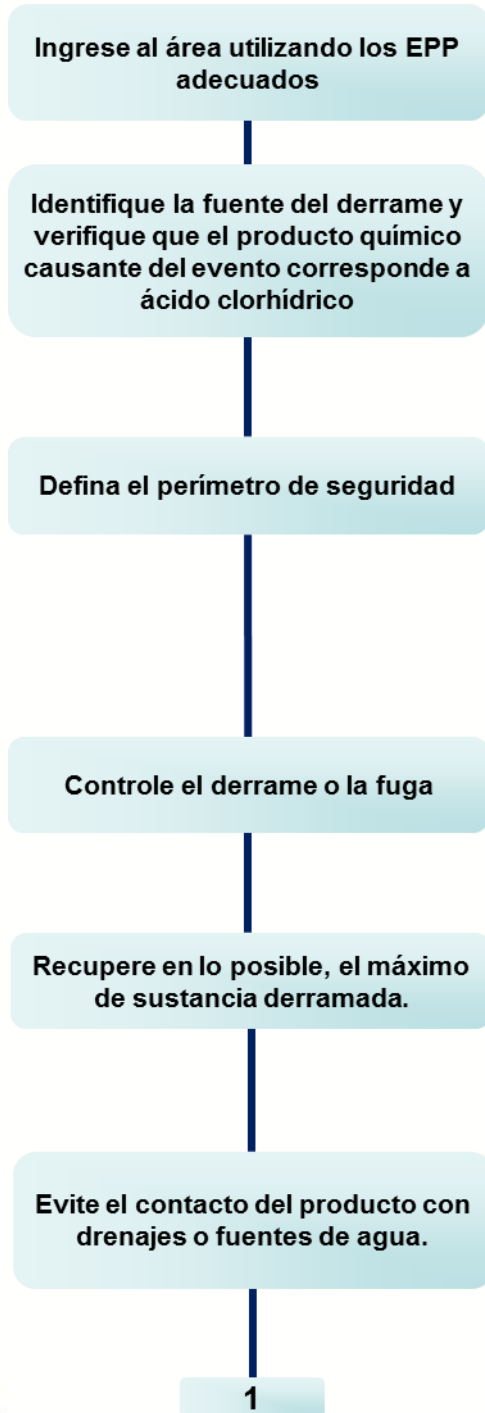 Ingrese al área utilizando los EPP
adecuados
Identifique la fuente del derrame y
verifique que el producto químico
causante del evento corresponde a
ácido clorhídrico
Defina el perímetro de seguridad
Controle el derrame o la fuga
Recupere en lo posible, el máximo
de sustancia derramada.
Evite el contacto del producto con
drenajes o fuentes de agua.
1